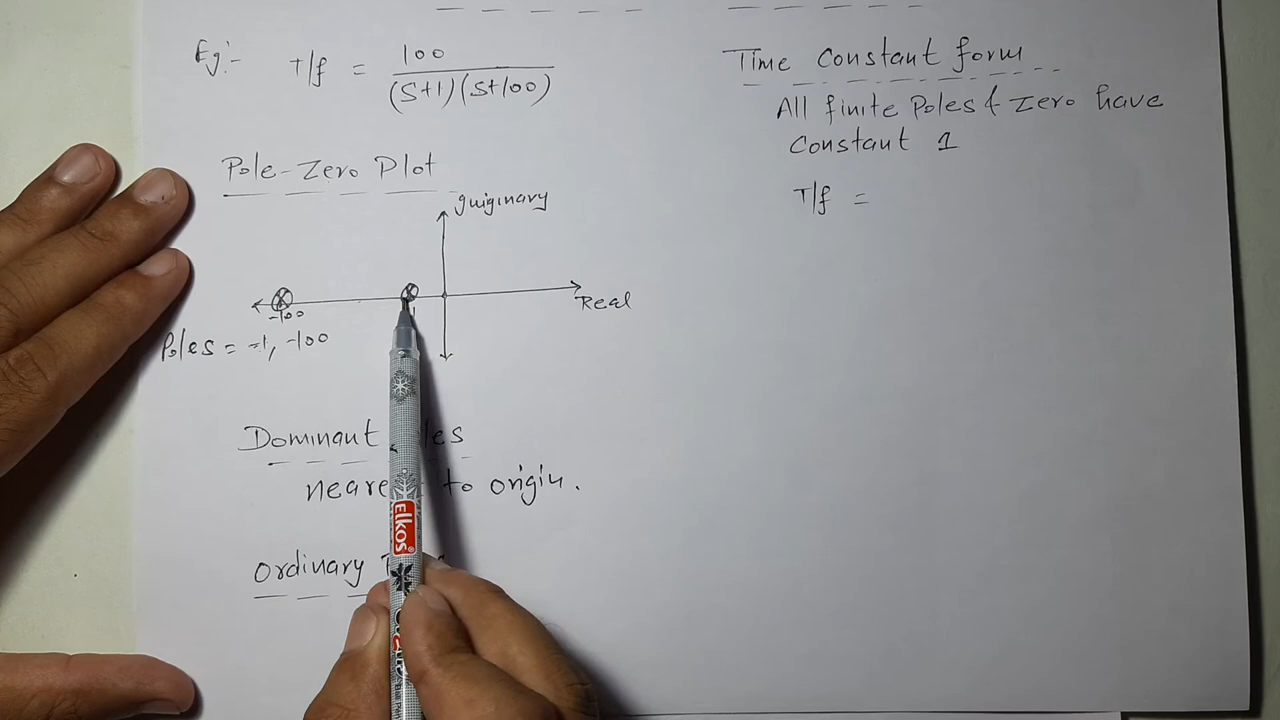 Eg:- T/f = 100
(S+1)(S+100)
Pole-Zero Plot
Imaginary
Real
-100
Poles = -1, -100
Dominant
to origin.
Ordinary
Time Constant form
All finite Poles & Zero have
Constant 1
T/f =
Elkos